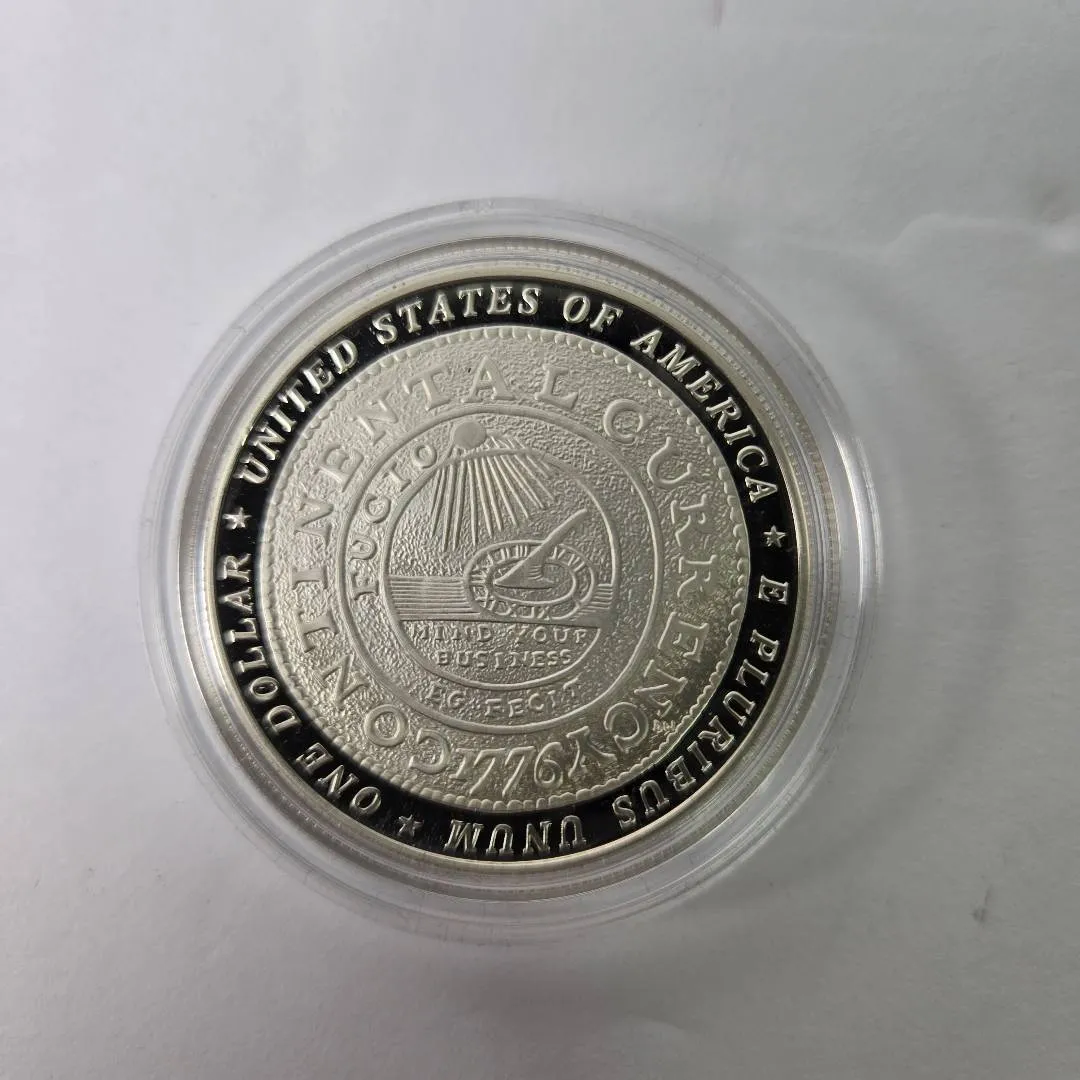 UNITED STATES OF AMERICA ★ E PLURIBUS UNUM ★ ONE DOLLAR ★
CONTINENTAL CURRENCY
1776
FUGIO
MIND YOUR
BUSINESS
EG FECIT